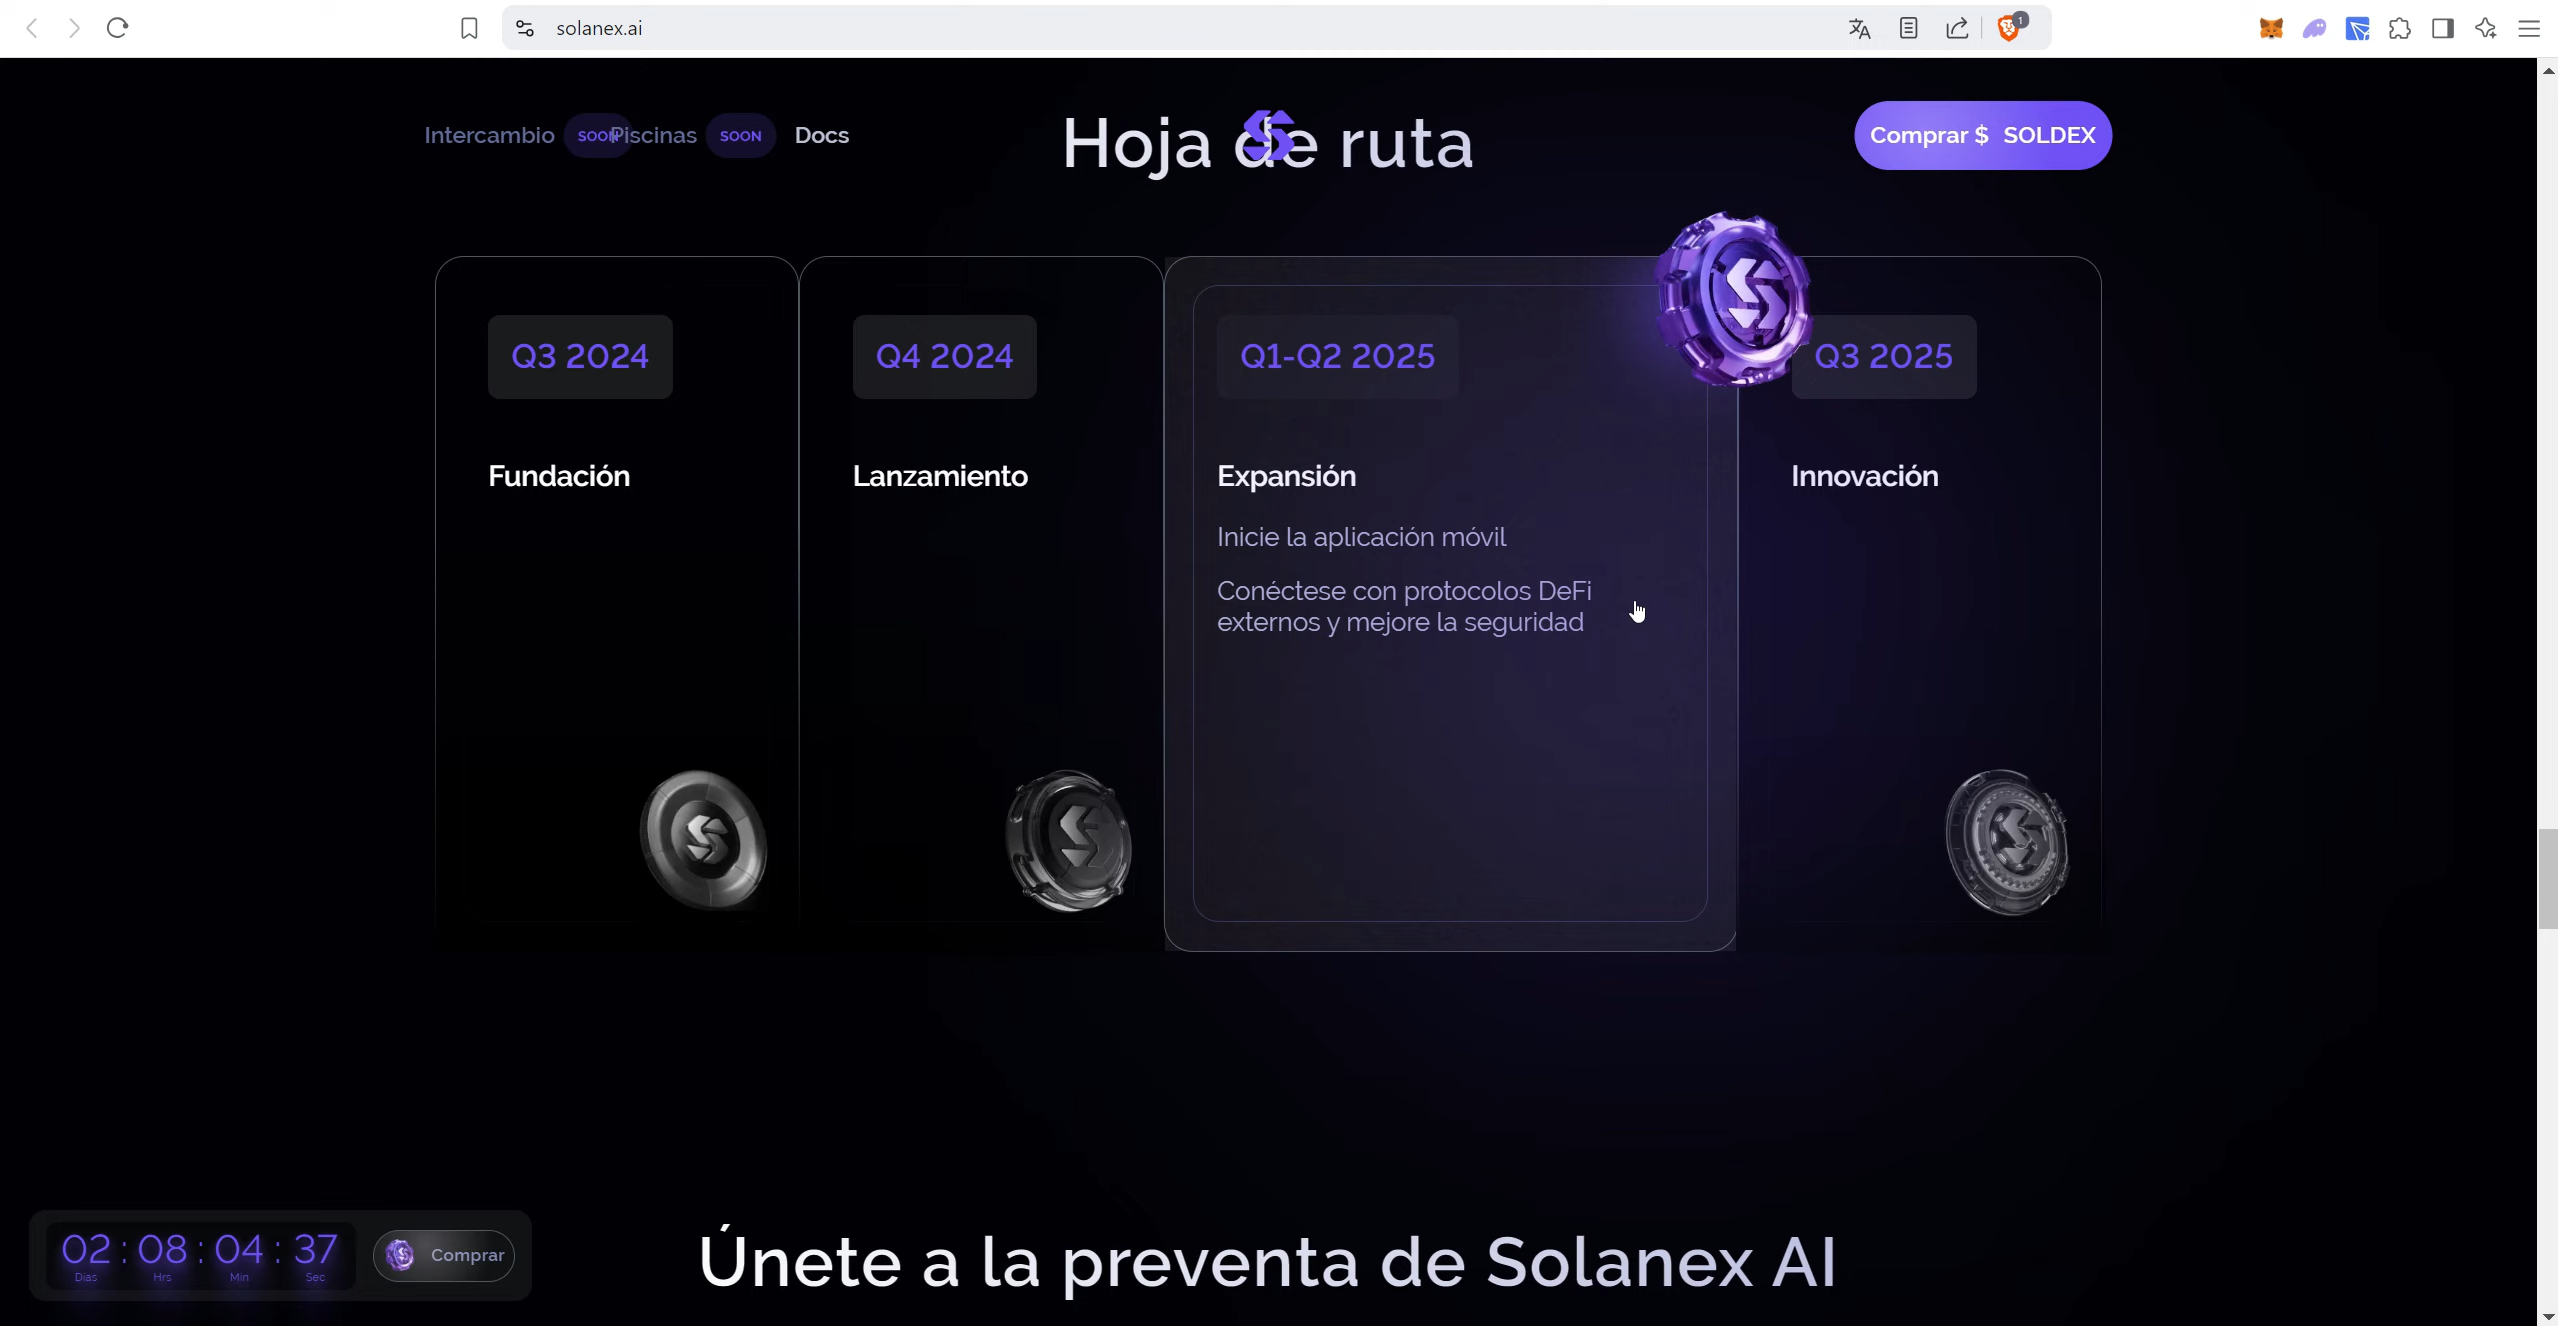 solanex.ai
1
Intercambio SOON Piscinas SOON Docs
Hoja de ruta
Comprar $ SOLDEX
Q3 2024
Fundación
Q4 2024
Lanzamiento
Q1-Q2 2025
Expansión
Inicie la aplicación móvil
Conéctese con protocolos DeFi
externos y mejore la seguridad
Q3 2025
Innovación
02 : 08 : 04 : 37
Dias Hrs Min Sec
Comprar
Únete a la preventa de Solanex AI